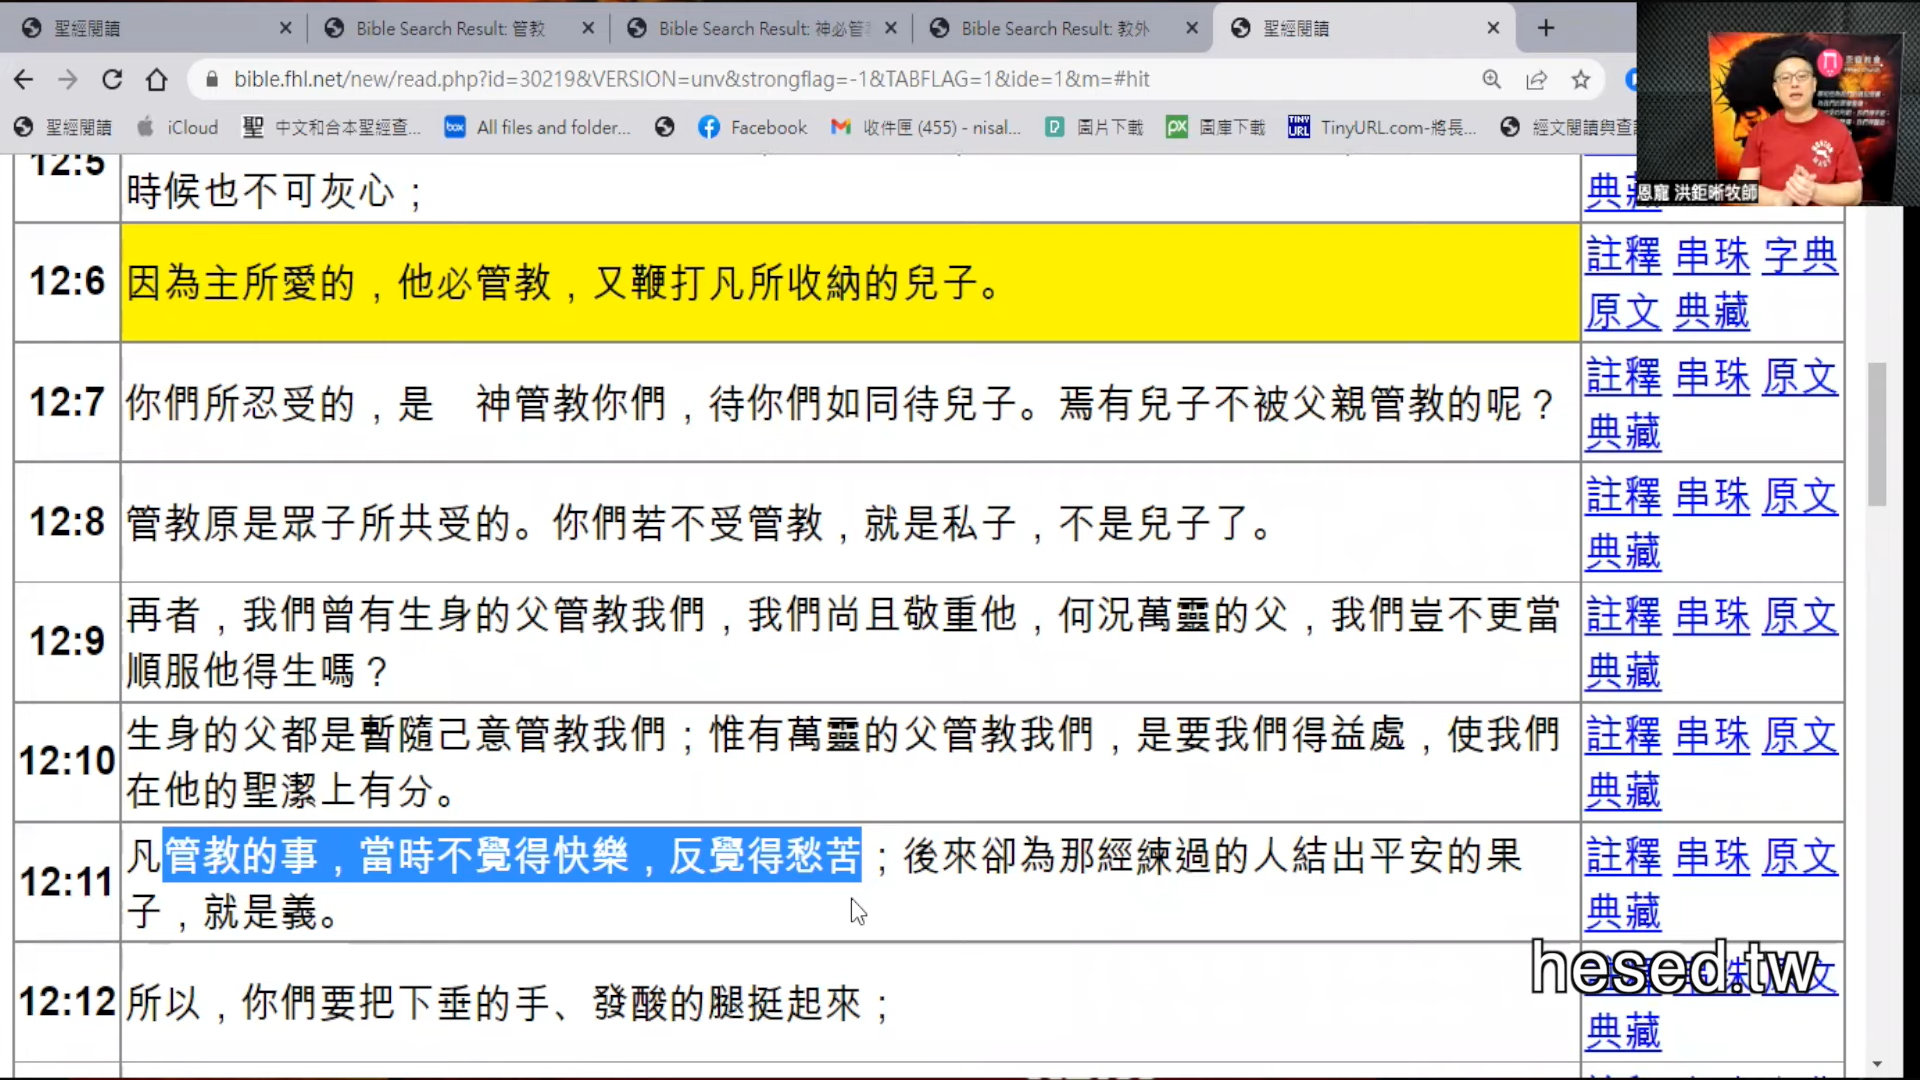 聖經閱讀
Bible Search Result: 管教
Bible Search Result: 神必管
Bible Search Result: 教外
聖經閱讀
bible.fhl.net/new/read.php?id=30219&VERSION=unv&strongflag=-1&TABFLAG=1&ide=1&m=#hit
聖經閱讀
iCloud
聖 中文和合本聖經查...
box All files and folder...
Facebook
收件匣 (455) - nisal...
圖片下載
px 圖庫下載
TINY URL TinyURL.com-將長...
經文閱讀與查
恩寵 洪鉅晰牧師
12:5
時候也不可灰心；
12:6
因為主所愛的，他必管教，又鞭打凡所收納的兒子。
註釋 串珠 字典
原文 典藏
12:7
你們所忍受的，是　神管教你們，待你們如同待兒子。焉有兒子不被父親管教的呢？
註釋 串珠 原文
典藏
12:8
管教原是眾子所共受的。你們若不受管教，就是私子，不是兒子了。
註釋 串珠 原文
典藏
12:9
再者，我們曾有生身的父管教我們，我們尚且敬重他，何況萬靈的父，我們豈不更當
順服他得生嗎？
註釋 串珠 原文
典藏
12:10
生身的父都是暫隨己意管教我們；惟有萬靈的父管教我們，是要我們得益處，使我們
在他的聖潔上有分。
註釋 串珠 原文
典藏
12:11
凡管教的事，當時不覺得快樂，反覺得愁苦；後來卻為那經練過的人結出平安的果
子，就是義。
註釋 串珠 原文
典藏
12:12
所以，你們要把下垂的手、發酸的腿挺起來；
典藏
hesed.tw